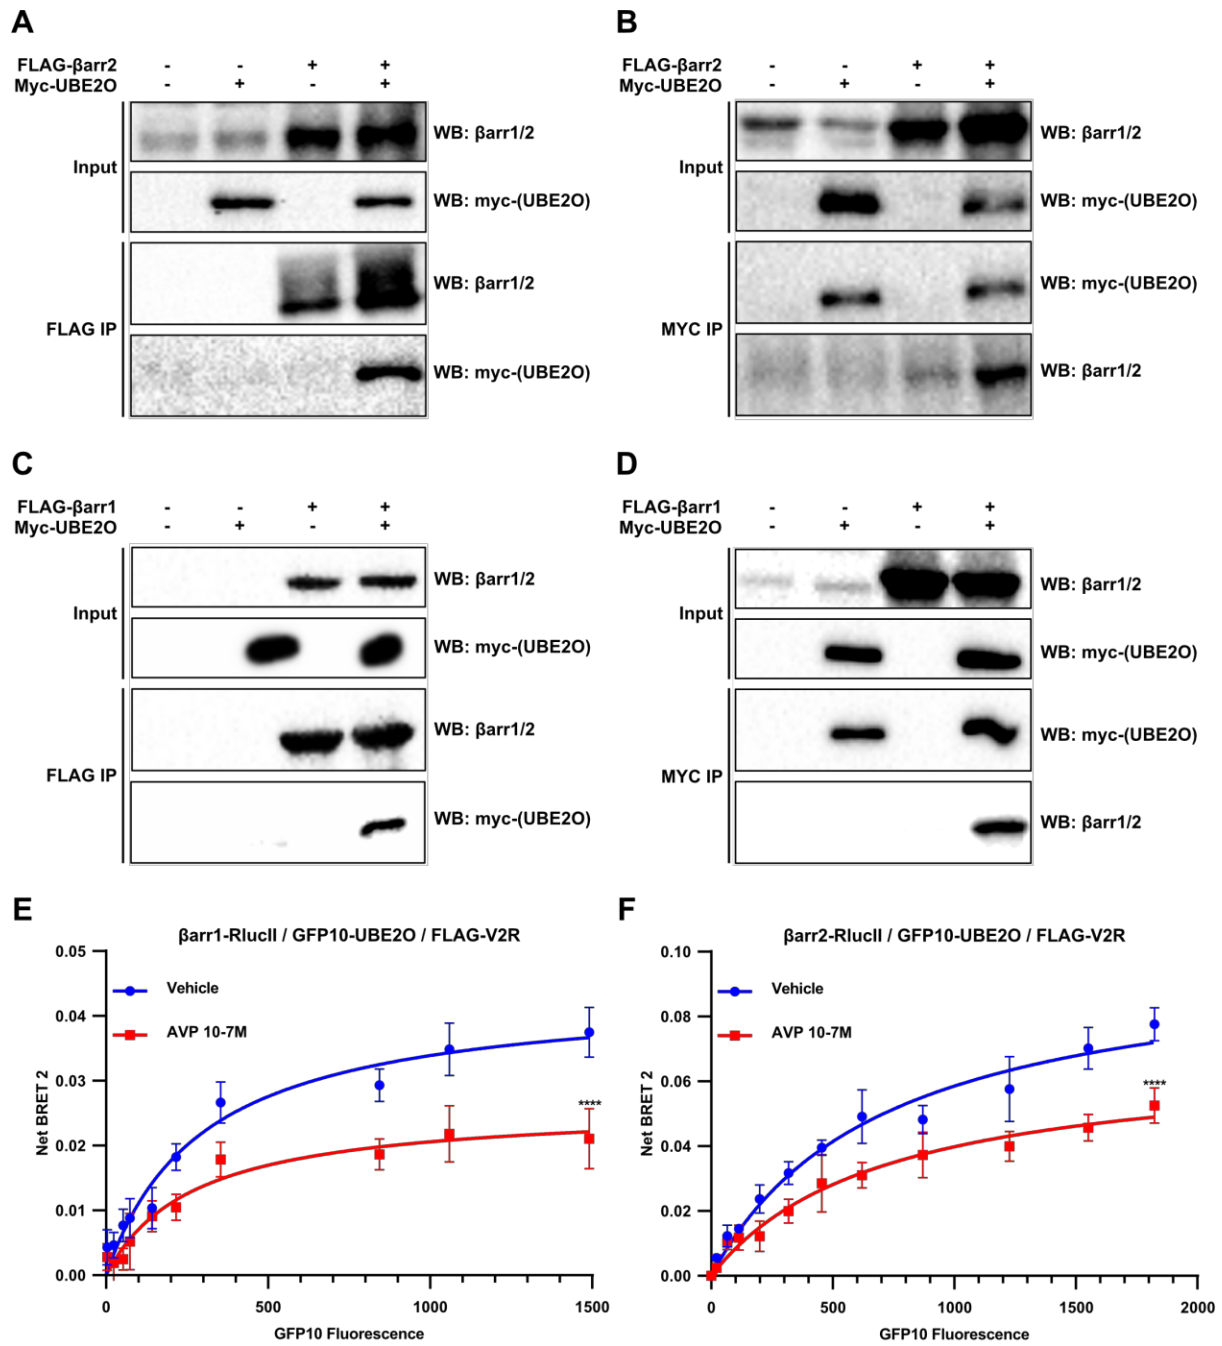 A
FLAG-βarr2 - - + +
Myc-UBE2O - + - +
Input
WB: βarr1/2
WB: myc-(UBE2O)
FLAG IP
WB: βarr1/2
WB: myc-(UBE2O)
B
FLAG-βarr2 - - + +
Myc-UBE2O - + - +
Input
WB: βarr1/2
WB: myc-(UBE2O)
MYC IP
WB: myc-(UBE2O)
WB: βarr1/2
C
FLAG-βarr1 - - + +
Myc-UBE2O - + - +
Input
WB: βarr1/2
WB: myc-(UBE2O)
FLAG IP
WB: βarr1/2
WB: myc-(UBE2O)
D
FLAG-βarr1 - - + +
Myc-UBE2O - + - +
Input
WB: βarr1/2
WB: myc-(UBE2O)
MYC IP
WB: myc-(UBE2O)
WB: βarr1/2
E
βarr1-RlucII / GFP10-UBE2O / FLAG-V2R
Vehicle
AVP 10-7M
****
Net BRET 2
0.05
0.04
0.03
0.02
0.01
0.00
0 500 1000 1500
GFP10 Fluorescence
F
βarr2-RlucII / GFP10-UBE2O / FLAG-V2R
Vehicle
AVP 10-7M
****
Net BRET 2
0.10
0.08
0.06
0.04
0.02
0.00
0 500 1000 1500 2000
GFP10 Fluorescence